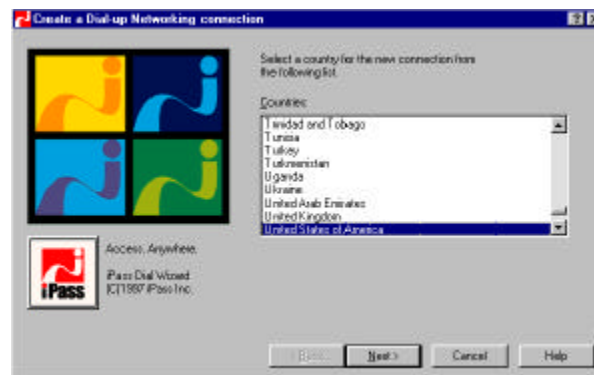 Create a Dial-up Networking connection
Select a country for the new connection from
the following list.
Countries:
Trinidad and Tobago
Tunisia
Turkey
Turkmenistan
Uganda
Ukraine
United Arab Emirates
United Kingdom
United States of America
Access. Anywhere.
iPass Dial Wizard
(C)1997 iPass Inc.
iPass
< Back
Next >
Cancel
Help